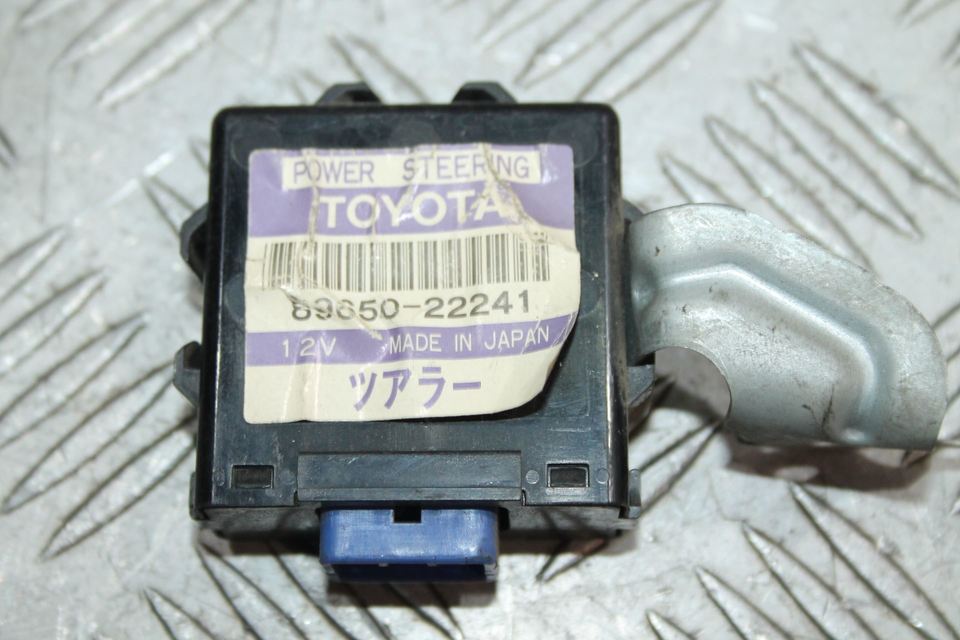 POWER STEERING
TOYOTA
89650-22241
12V MADE IN JAPAN
ツアラー